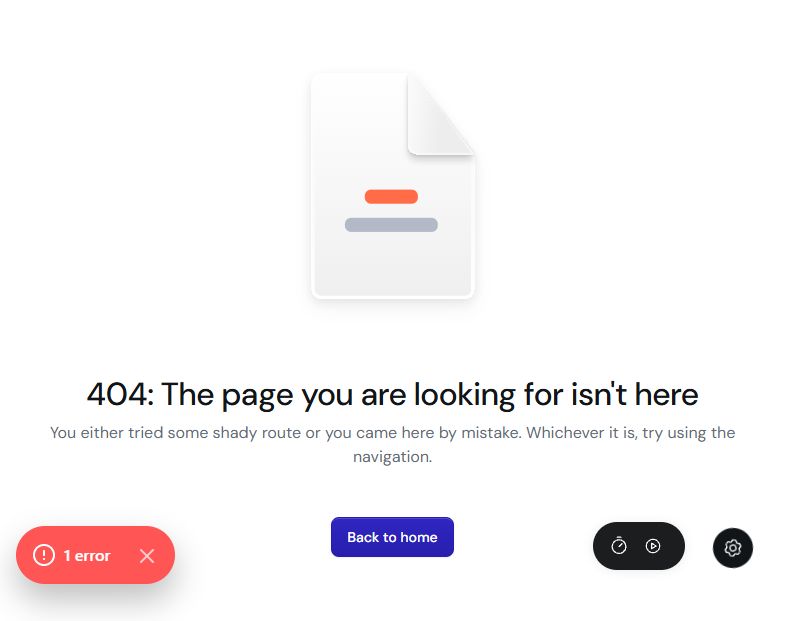 404: The page you are looking for isn't here
You either tried some shady route or you came here by mistake. Whichever it is, try using the
navigation.
Back to home
1 error